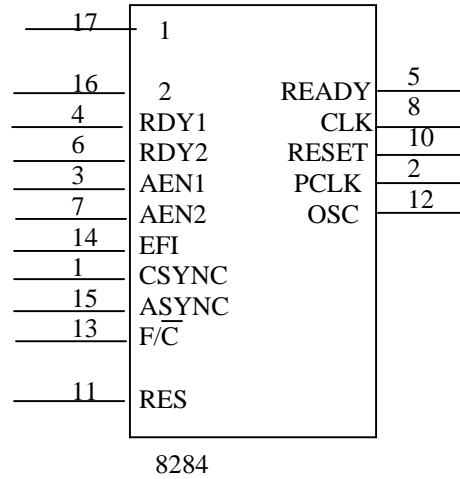 17 1
16 2 READY 5
4 RDY1 CLK 8
6 RDY2 RESET 10
3 AEN1 PCLK 2
7 AEN2 OSC 12
14 EFI
1 CSYNC
15 ASYNC
13 F/C̅
11 RES
8284